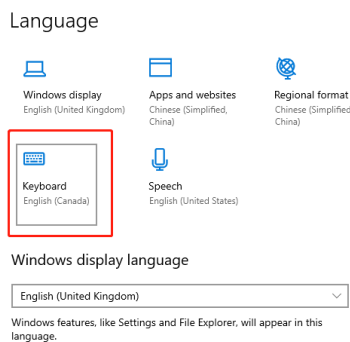 Language
Windows display
Apps and websites
Regional format
English (United Kingdom)
Chinese (Simplified,
China)
Chinese (Simplified
China)
Keyboard
Speech
English (Canada)
English (United States)
Windows display language
English (United Kingdom)
Windows features, like Settings and File Explorer, will appear in this
language.